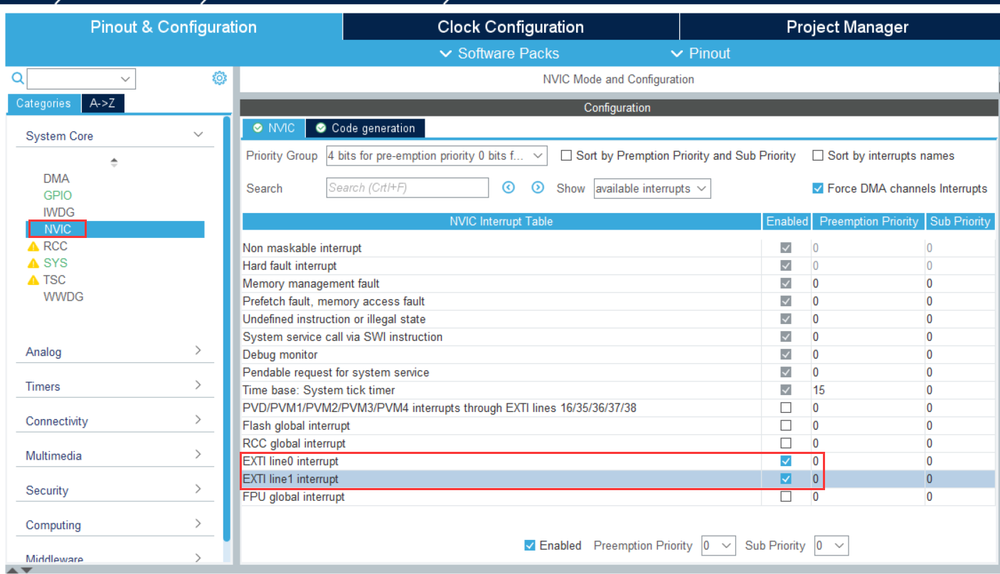 Pinout & Configuration Clock Configuration Project Manager
Software Packs Pinout
NVIC Mode and Configuration
Categories A->Z
Configuration
System Core
NVIC Code generation
Priority Group 4 bits for pre-emption priority 0 bits f... Sort by Premption Priority and Sub Priority Sort by interrupts names
DMA
GPIO
IWDG
NVIC
RCC
SYS
TSC
WWDG
Search Search (Crtl+F) Show available interrupts Force DMA channels Interrupts
NVIC Interrupt Table Enabled Preemption Priority Sub Priority
Non maskable interrupt 0 0
Hard fault interrupt 0 0
Memory management fault 0 0
Prefetch fault, memory access fault 0 0
Undefined instruction or illegal state 0 0
System service call via SWI instruction 0 0
Debug monitor 0 0
Pendable request for system service 0 0
Time base: System tick timer 15 0
PVD/PVM1/PVM2/PVM3/PVM4 interrupts through EXTI lines 16/35/36/37/38 0 0
Flash global interrupt 0 0
RCC global interrupt 0 0
EXTI line0 interrupt 0 0
EXTI line1 interrupt 0 0
FPU global interrupt 0 0
Analog
Timers
Connectivity
Multimedia
Security
Computing
Middleware
Enabled Preemption Priority 0 Sub Priority 0